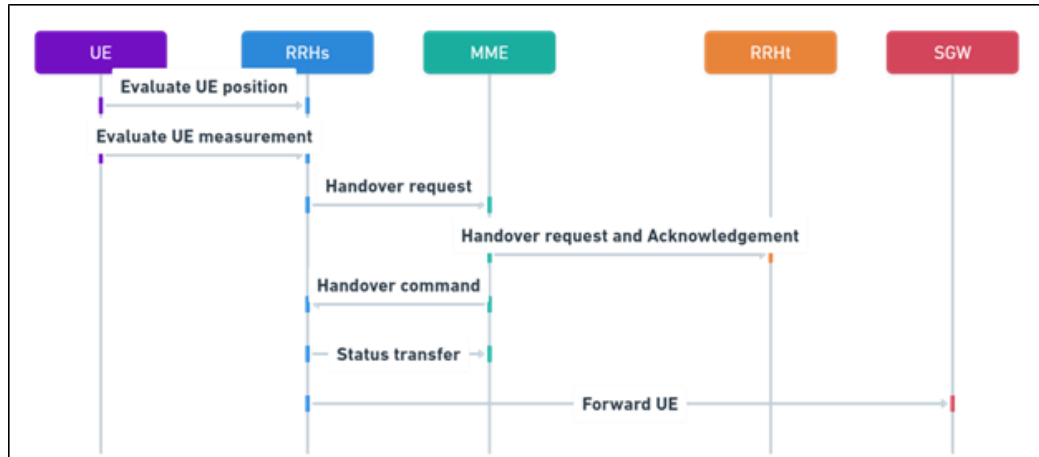 UE
RRHs
MME
RRHt
SGW
Evaluate UE position
Evaluate UE measurement
Handover request
Handover request and Acknowledgement
Handover command
Status transfer
Forward UE